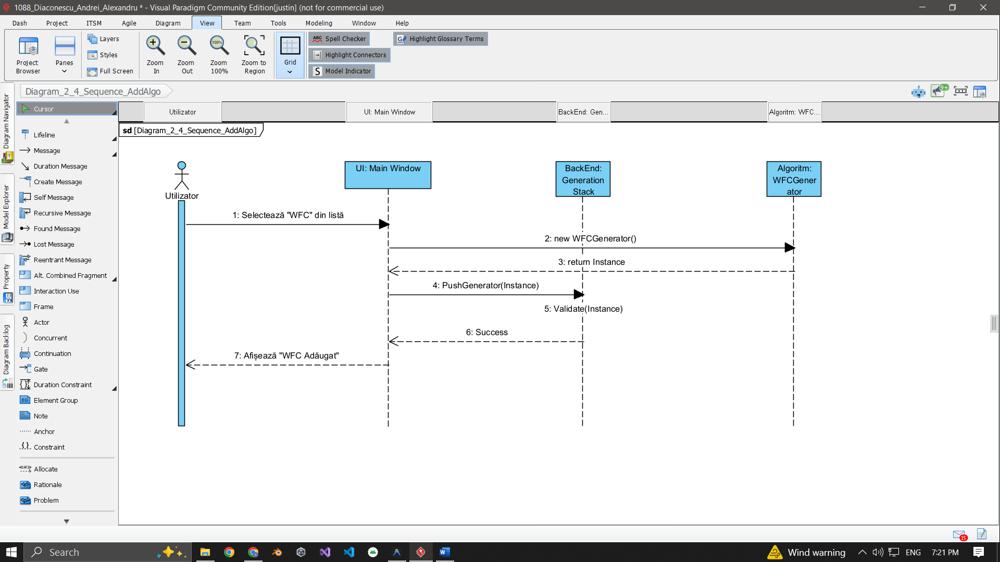 1088_Diaconescu_Andrei_Alexandru * - Visual Paradigm Community Edition[justin] (not for commercial use)
Dash Project ITSM Agile Diagram View Team Tools Modeling Window Help
Project Browser
Panes
Layers
Styles
Full Screen
Zoom In
Zoom Out
100%
Zoom 100%
Zoom to Region
Grid
ABC Spell Checker
Highlight Connectors
S Model Indicator
G Highlight Glossary Terms
Diagram_2_4_Sequence_AddAlgo
9+
Diagram Navigator
Model Explorer
Property
Diagram Backlog
Cursor
Lifeline
Message
Duration Message
Create Message
Self Message
Recursive Message
Found Message
Lost Message
Reentrant Message
Alt. Combined Fragment
Interaction Use
Frame
Actor
Concurrent
Continuation
Gate
Duration Constraint
EG Element Group
Note
Anchor
Constraint
Allocate
Rationale
Problem
Utilizator
UI: Main Window
BackEnd: Gen...
Algoritm: WFC...
sd [Diagram_2_4_Sequence_AddAlgo]
Utilizator
UI: Main Window
BackEnd:
Generation
Stack
Algoritm:
WFCGener
ator
1: Selectează "WFC" din listă
2: new WFCGenerator()
3: return Instance
4: PushGenerator(Instance)
5: Validate(Instance)
6: Success
7: Afișează "WFC Adăugat"
15
Search
Wind warning
ENG
7:21 PM